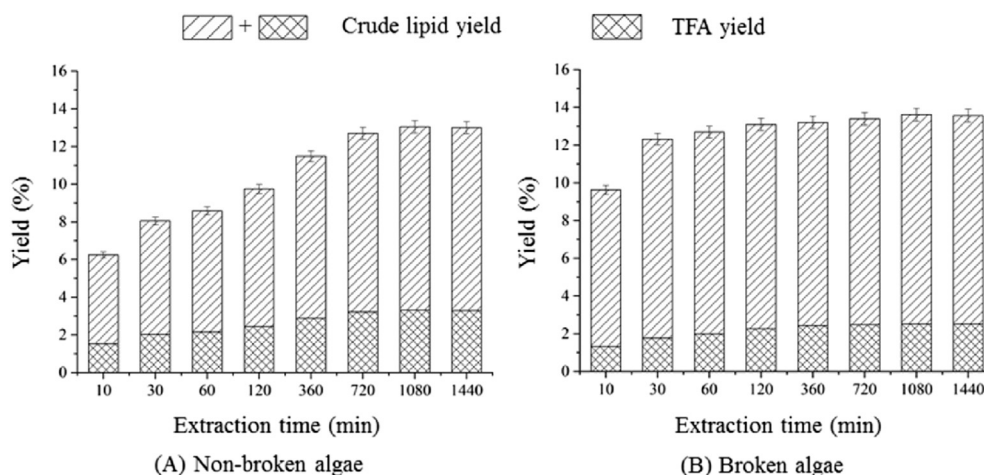 + Crude lipid yield TFA yield
16
14
12
10
8
6
4
2
0
Yield (%)
10 30 60 120 360 720 1080 1440
Extraction time (min)
(A) Non-broken algae
16
14
12
10
8
6
4
2
0
Yield (%)
10 30 60 120 360 720 1080 1440
Extraction time (min)
(B) Broken algae